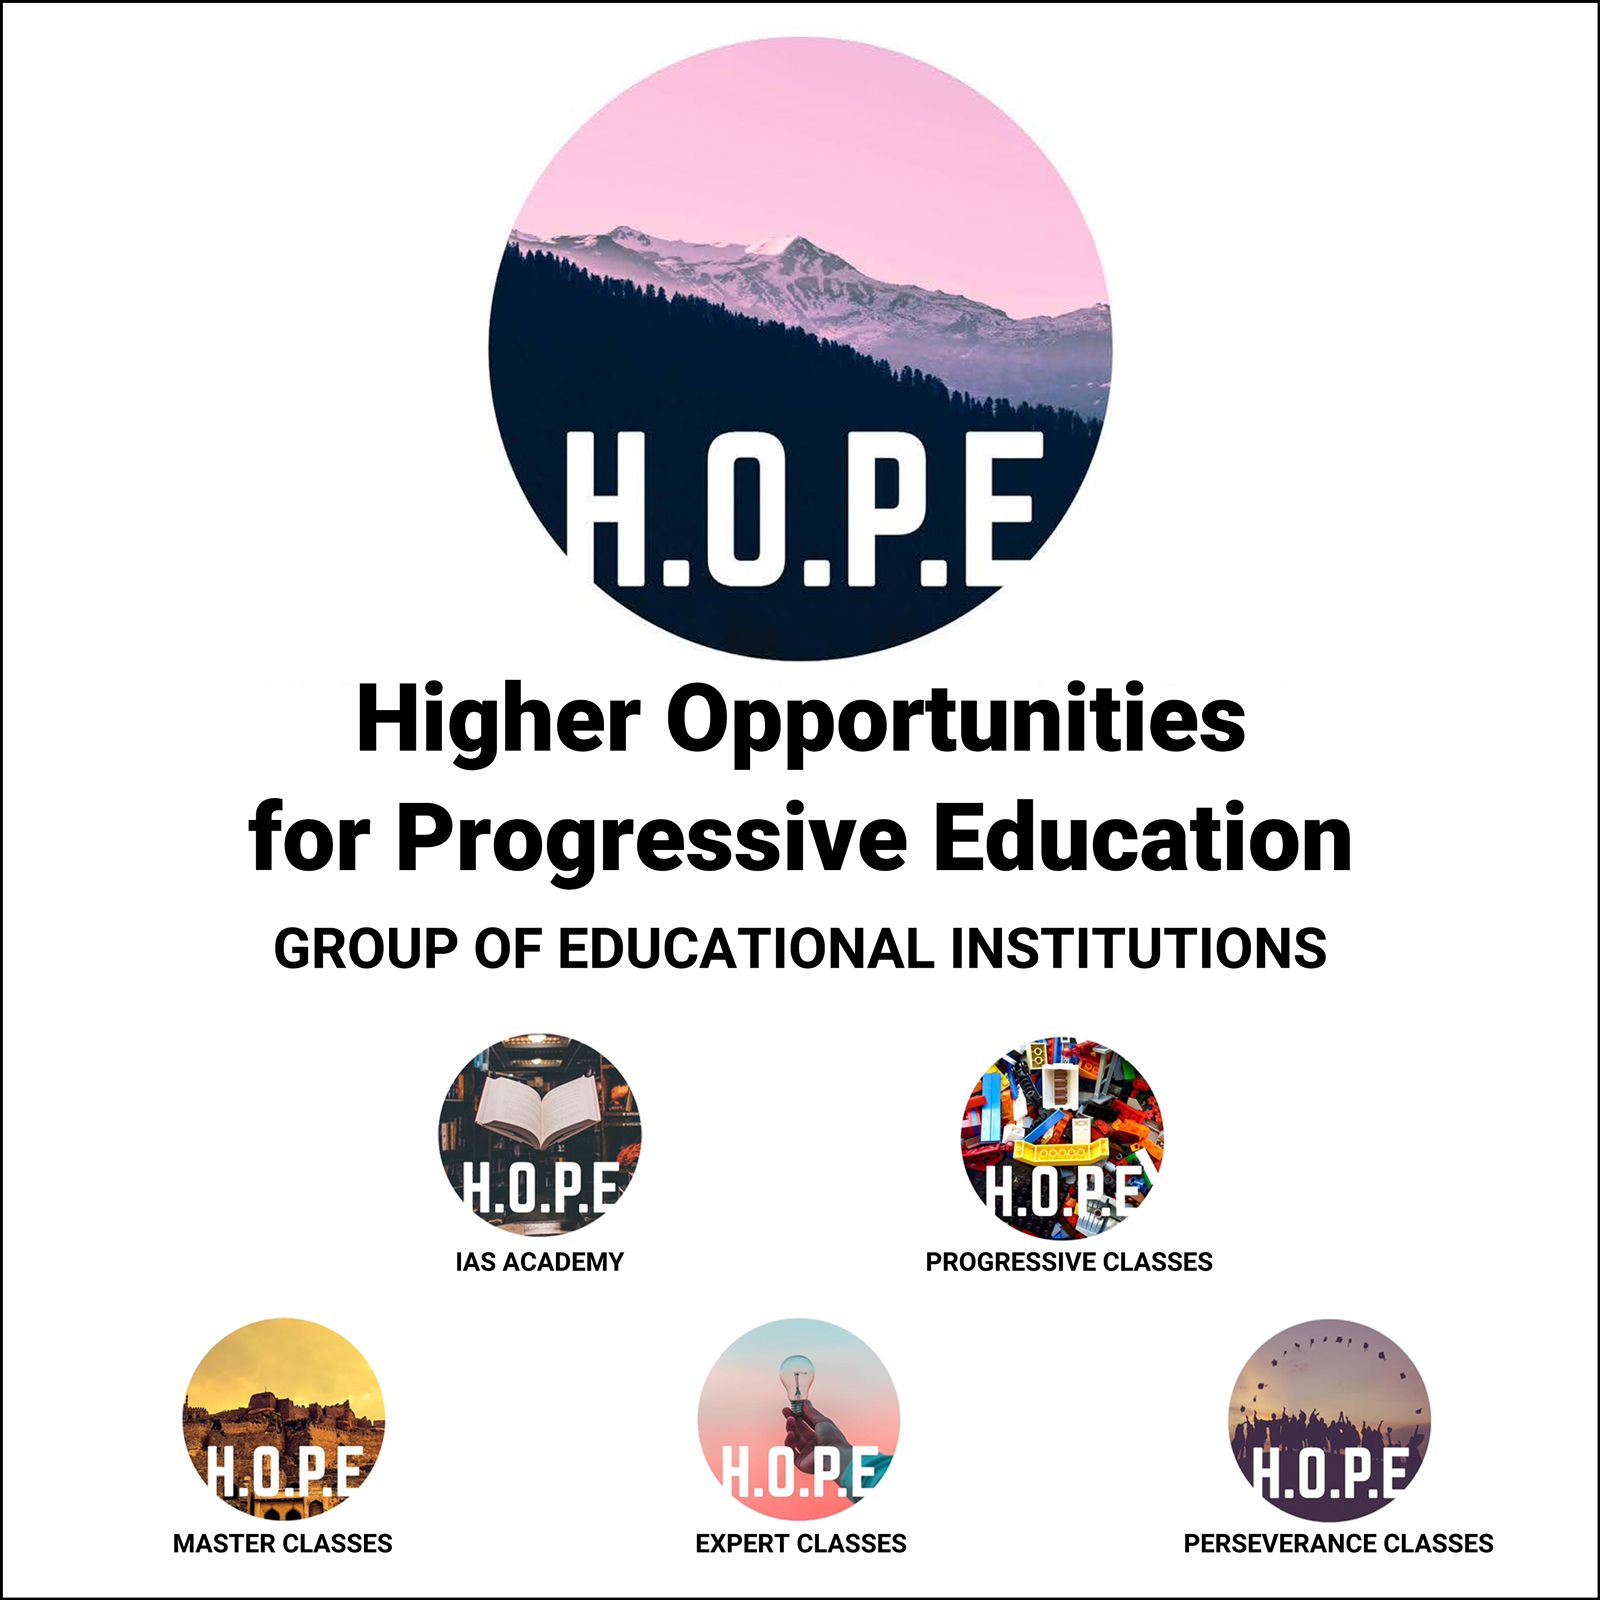 H.O.P.E
Higher Opportunities
for Progressive Education
GROUP OF EDUCATIONAL INSTITUTIONS
H.O.P.E
H.O.P.E
IAS ACADEMY
PROGRESSIVE CLASSES
H.O.P.E
H.O.P.E
H.O.P.E
MASTER CLASSES
EXPERT CLASSES
PERSEVERANCE CLASSES